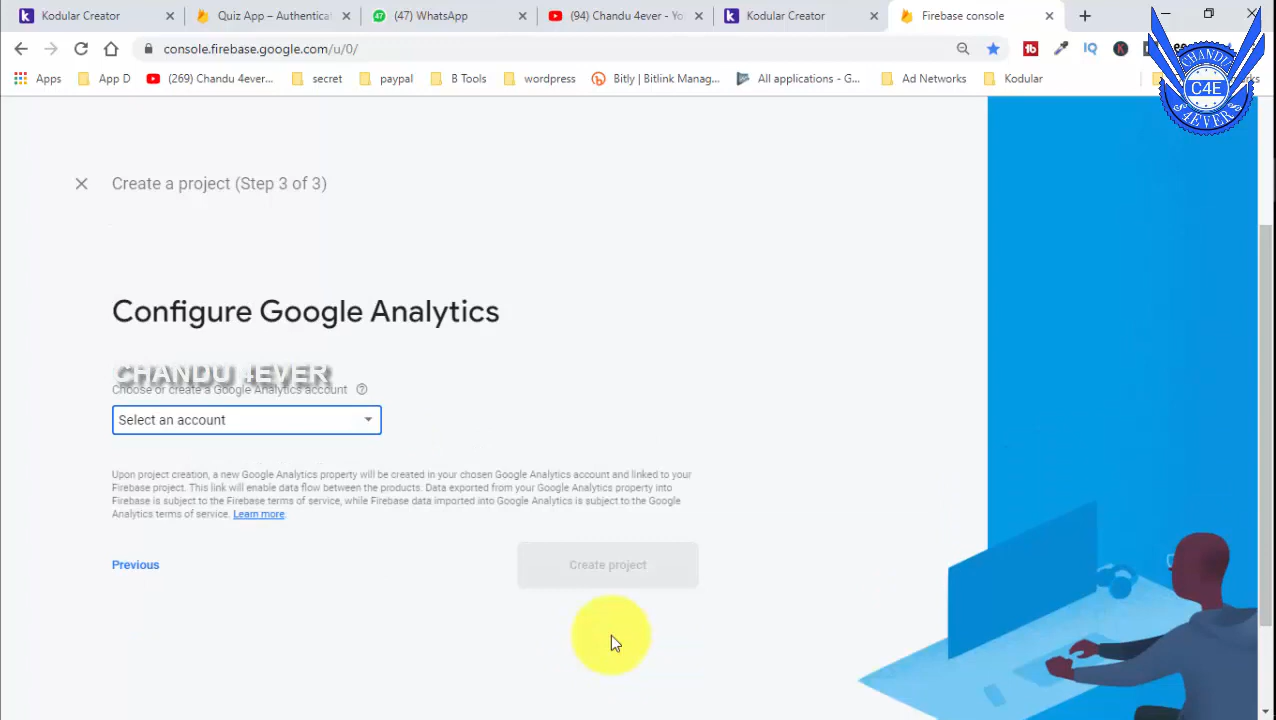 Kodular Creator
Quiz App – Authenticat
(47) WhatsApp
(94) Chandu 4ever - Yo
Kodular Creator
Firebase console
console.firebase.google.com/u/0/
Apps
App D
(269) Chandu 4ever...
secret
paypal
B Tools
wordpress
Bitly | Bitlink Manag...
All applications - G...
Ad Networks
Kodular
CHANDU
C4E
4EVER
Create a project (Step 3 of 3)
Configure Google Analytics
CHANDU 4EVER
Choose or create a Google Analytics account
Select an account
Upon project creation, a new Google Analytics property will be created in your chosen Google Analytics account and linked to your
Firebase project. This link will enable data flow between the products. Data exported from your Google Analytics property into
Firebase is subject to the Firebase terms of service, while Firebase data imported into Google Analytics is subject to the Google
Analytics terms of service. Learn more.
Previous
Create project